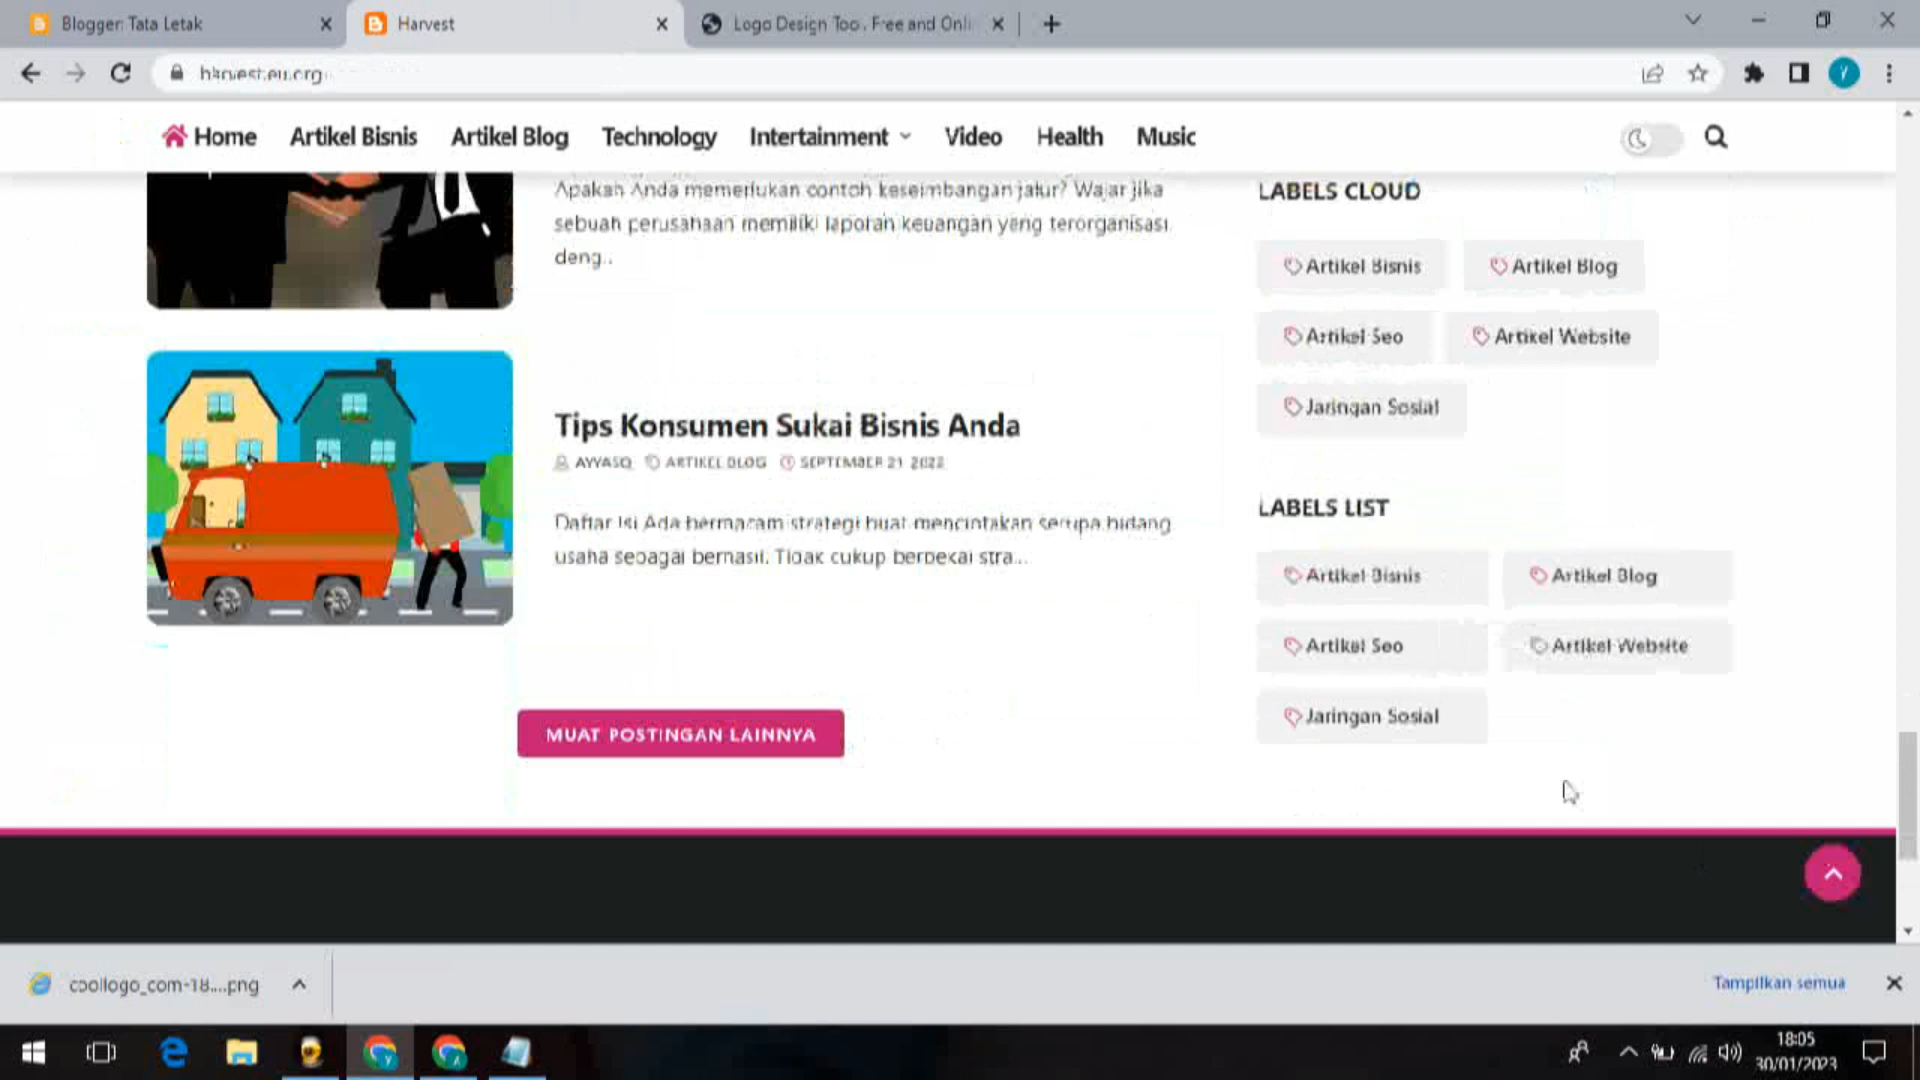 Blogger: Tata Letak
Harvest
Logo Design Tool. Free and Onli
harvest.eu.org
Home
Artikel Bisnis
Artikel Blog
Technology
Intertainment
Video
Health
Music
Apakah Anda memerlukan contoh keseimbangan jalur? Wajar jika
sebuah perusahaan memiliki laporan keuangan yang terorganisasi
deng..
Tips Konsumen Sukai Bisnis Anda
AYYASQ ARTIKEL BLOG SEPTEMBER 21 2022
Daftar Isi Ada bermacam strategi buat menciptakan serupa bidang
usaha sebagai berhasil. Tidak cukup berbekal stra...
MUAT POSTINGAN LAINNYA
LABELS CLOUD
Artikel Bisnis
Artikel Blog
Artikel Seo
Artikel Website
Jaringan Sosial
LABELS LIST
Artikel Bisnis
Artikel Blog
Artikel Seo
Artikel Website
Jaringan Sosial
coollogo_com-18....png
Tampilkan semua
18:05
30/01/2023